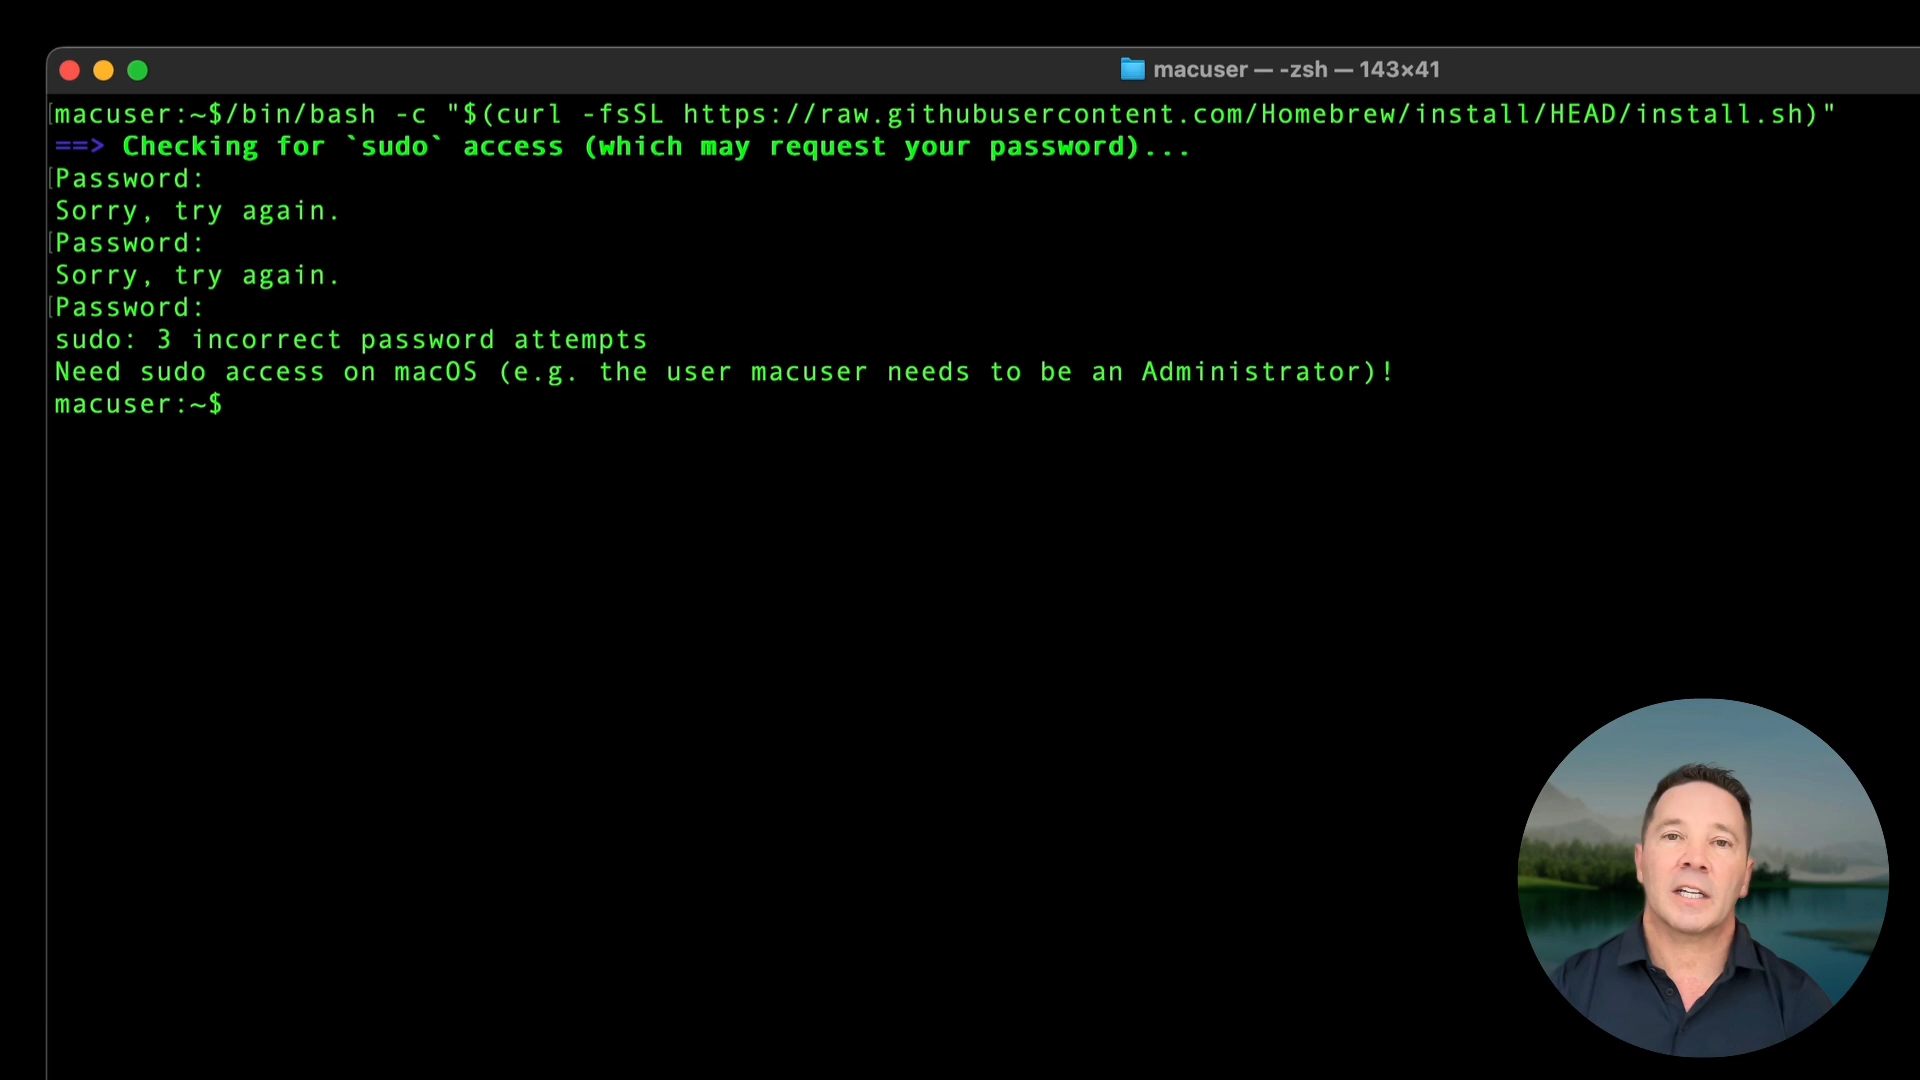 macuser — -zsh — 143×41
macuser:~$/bin/bash -c "$(curl -fsSL https://raw.githubusercontent.com/Homebrew/install/HEAD/install.sh)"
==> Checking for `sudo` access (which may request your password)...
Password:
Sorry, try again.
Password:
Sorry, try again.
Password:
sudo: 3 incorrect password attempts
Need sudo access on macOS (e.g. the user macuser needs to be an Administrator)!
macuser:~$